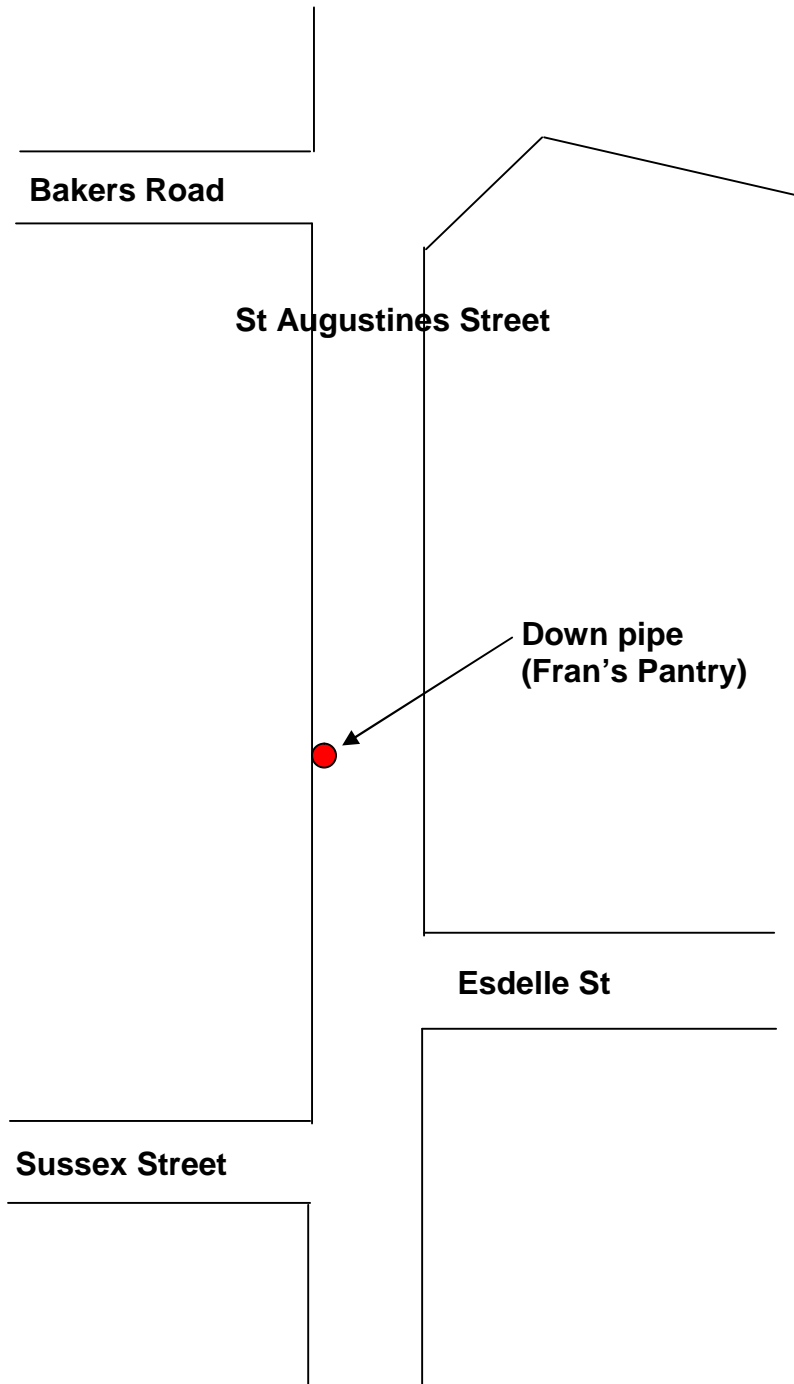 Bakers Road
St Augustines Street
Down pipe
(Fran's Pantry)
Esdelle St
Sussex Street